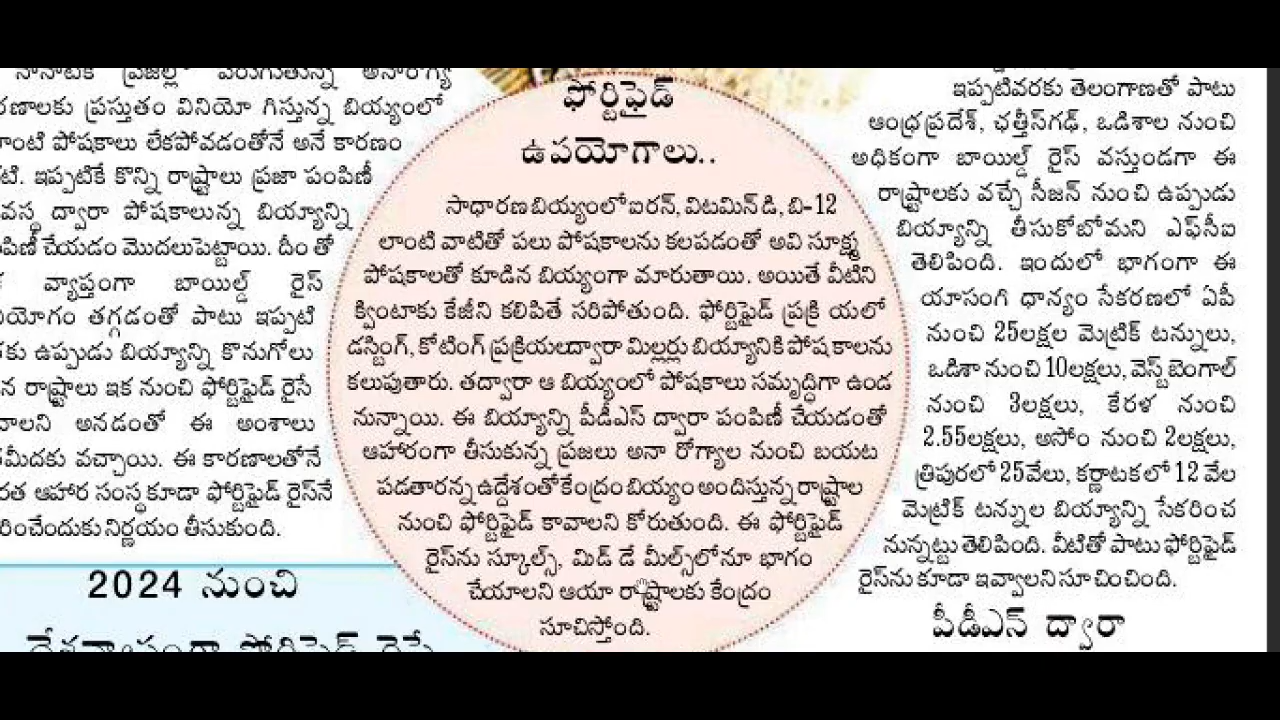 ప్రజల్లో పెరుగుతున్న అనారోగ్య
రణాలకు ప్రస్తుతం వినియో గిస్తున్న బియ్యంలో
ాంటి పోషకాలు లేకపోవడంతోనే అనే కారణం
టి. ఇప్పటికే కొన్ని రాష్ట్రాలు ప్రజా పంపిణీ
వస్థ ద్వారా పోషకాలున్న బియ్యాన్ని
ంపిణీ చేయడం మొదలుపెట్టాయి. దీం తో
వ్యాప్తంగా బాయిల్డ్ రైస్
నియోగం తగ్గడంతో పాటు ఇప్పటి
కు ఉప్పుడు బియ్యాన్ని కొనుగోలు
న రాష్ట్రాలు ఇక నుంచి ఫోర్టిఫైడ్ రైసే
వాలని అనడంతో ఈ అంశాలు
మీదకు వచ్చాయి. ఈ కారణాలతోనే
రత ఆహార సంస్థ కూడా ఫోర్టిఫైడ్ రైస్‌నే
రించేందుకు నిర్ణయం తీసుకుంది.
2024 నుంచి
దేశవ్యాప్తంగా ఫోర్టిఫైడ్ రైసే
ఫోర్టిఫైడ్
ఉపయోగాలు..
సాధారణ బియ్యంలో ఐరన్, విటమిన్ డి, బి-12
లాంటి వాటితో పలు పోషకాలను కలపడంతో అవి సూక్ష్మ
పోషకాలతో కూడిన బియ్యంగా మారుతాయి. అయితే వీటిని
క్వింటాకు కేజీని కలిపితే సరిపోతుంది. ఫోర్టిఫైడ్ ప్రక్రి యలో
డస్టింగ్, కోటింగ్ ప్రక్రియలద్వారా మిల్లర్లు బియ్యానికి పోష కాలను
కలుపుతారు. తద్వారా ఆ బియ్యంలో పోషకాలు సమృద్ధిగా ఉండ
నున్నాయి. ఈ బియ్యాన్ని పీడీఎస్ ద్వారా పంపిణీ చేయడంతో
ఆహారంగా తీసుకున్న ప్రజలు అనా రోగ్యాల నుంచి బయట
పడతారన్న ఉద్దేశంతో కేంద్రం బియ్యం అందిస్తున్న రాష్ట్రాల
నుంచి ఫోర్టిఫైడ్ కావాలని కోరుతుంది. ఈ ఫోర్టిఫైడ్
రైస్‌ను స్కూల్స్, మిడ్ డే మీల్స్‌లోనూ భాగం
చేయాలని ఆయా రాష్ట్రాలకు కేంద్రం
సూచిస్తోంది.
ఇప్పటివరకు తెలంగాణతో పాటు
ఆంధ్రప్రదేశ్, ఛత్తీస్‌గఢ్, ఒడిశాల నుంచి
అధికంగా బాయిల్డ్ రైస్ వస్తుండగా ఈ
రాష్ట్రాలకు వచ్చే సీజన్ నుంచి ఉప్పుడు
బియ్యాన్ని తీసుకోబోమని ఎఫ్‌సీఐ
తెలిపింది. ఇందులో భాగంగా ఈ
యాసంగి ధాన్యం సేకరణలో ఏపీ
నుంచి 25లక్షల మెట్రిక్ టన్నులు,
ఒడిశా నుంచి 10లక్షలు, వెస్ట్‌బెంగాల్
నుంచి 3లక్షలు, కేరళ నుంచి
2.55లక్షలు, అసోం నుంచి 2లక్షలు,
త్రిపురలో 25వేలు, కర్ణాటకలో 12 వేల
మెట్రిక్ టన్నుల బియ్యాన్ని సేకరించ
నున్నట్టు తెలిపింది. వీటితో పాటు ఫోర్టిఫైడ్
రైస్‌ను కూడా ఇవ్వాలని సూచించింది.
పీడీఎస్ ద్వారా